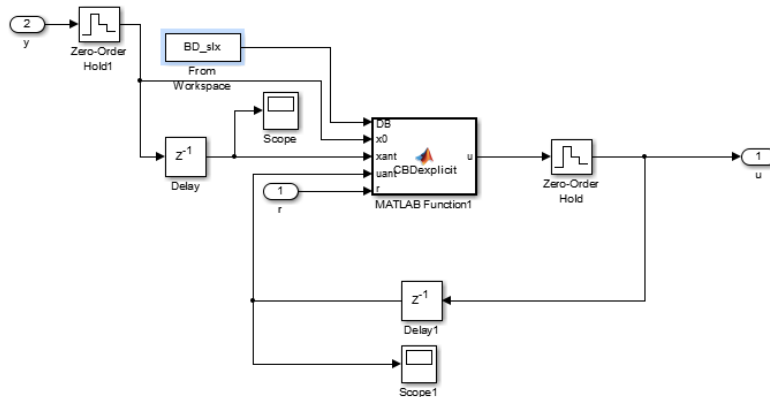 2
y
Zero-Order
Hold1
BD_slx
From
Workspace
Scope
Z-1
Delay
DB
x0
xant
uant
r
u
CBDexplicit
MATLAB Function1
1
r
Zero-Order
Hold
1
u
Z-1
Delay1
Scope1